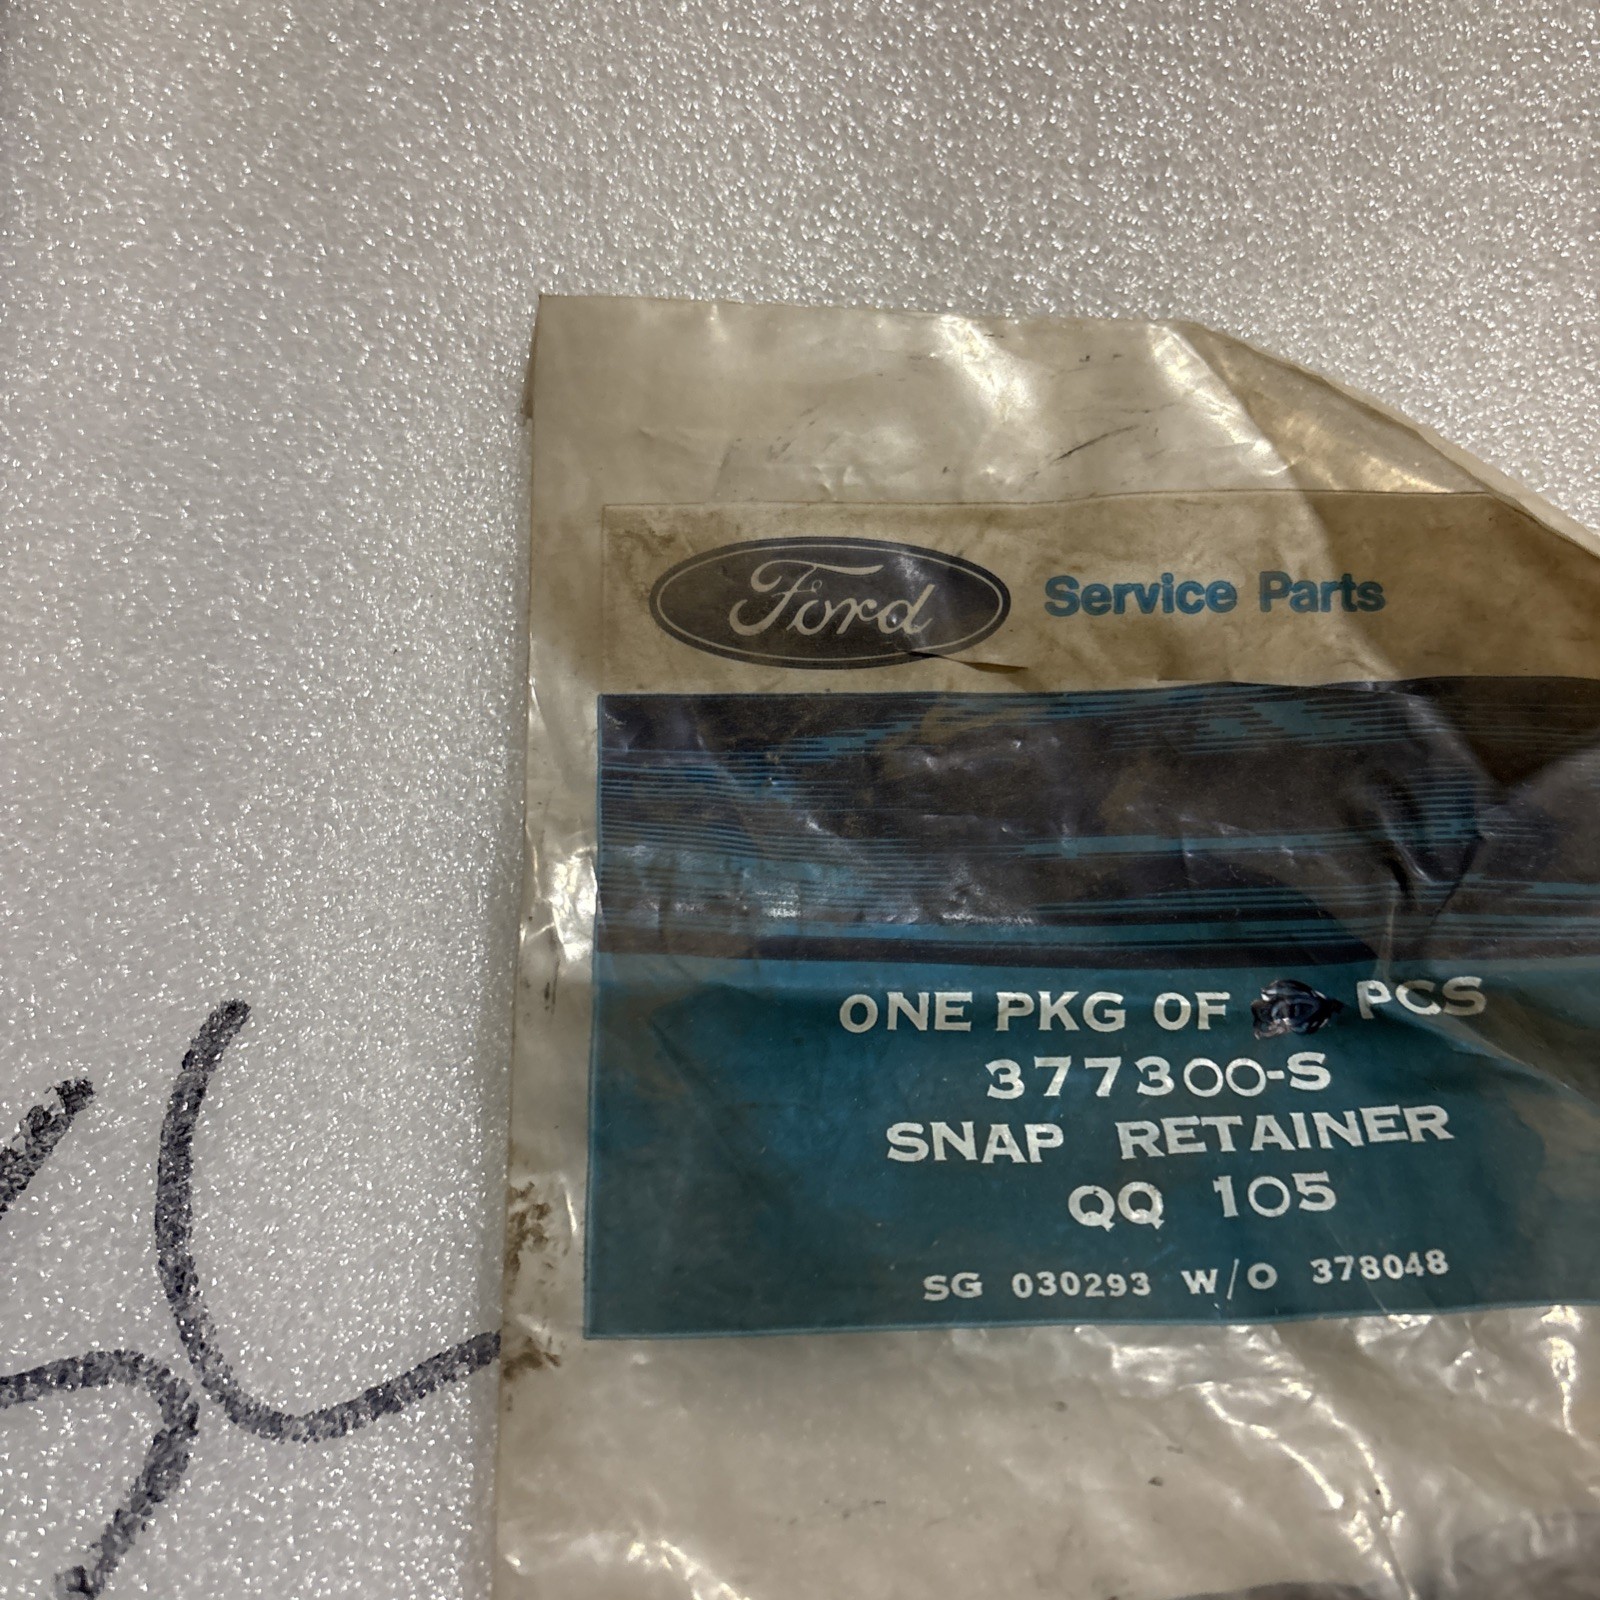 Ford Service Parts
ONE PKG OF PCS
377300-S
SNAP RETAINER
QQ 105
SG 030293 W/O 378048